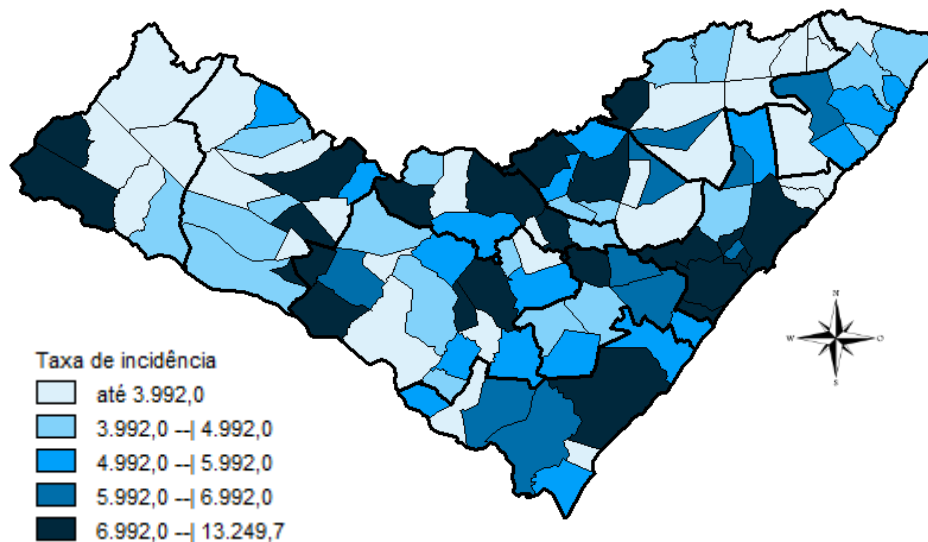 N
W
O
S
Taxa de incidência
até 3.992,0
3.992,0 --| 4.992,0
4.992,0 --| 5.992,0
5.992,0 --| 6.992,0
6.992,0 --| 13.249,7